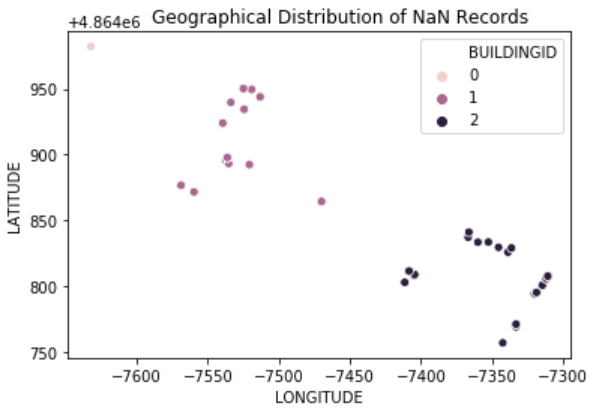 +4.864e6 Geographical Distribution of NaN Records
BUILDINGID
0
1
2
950
900
850
800
750
LATITUDE
−7600 −7550 −7500 −7450 −7400 −7350 −7300
LONGITUDE